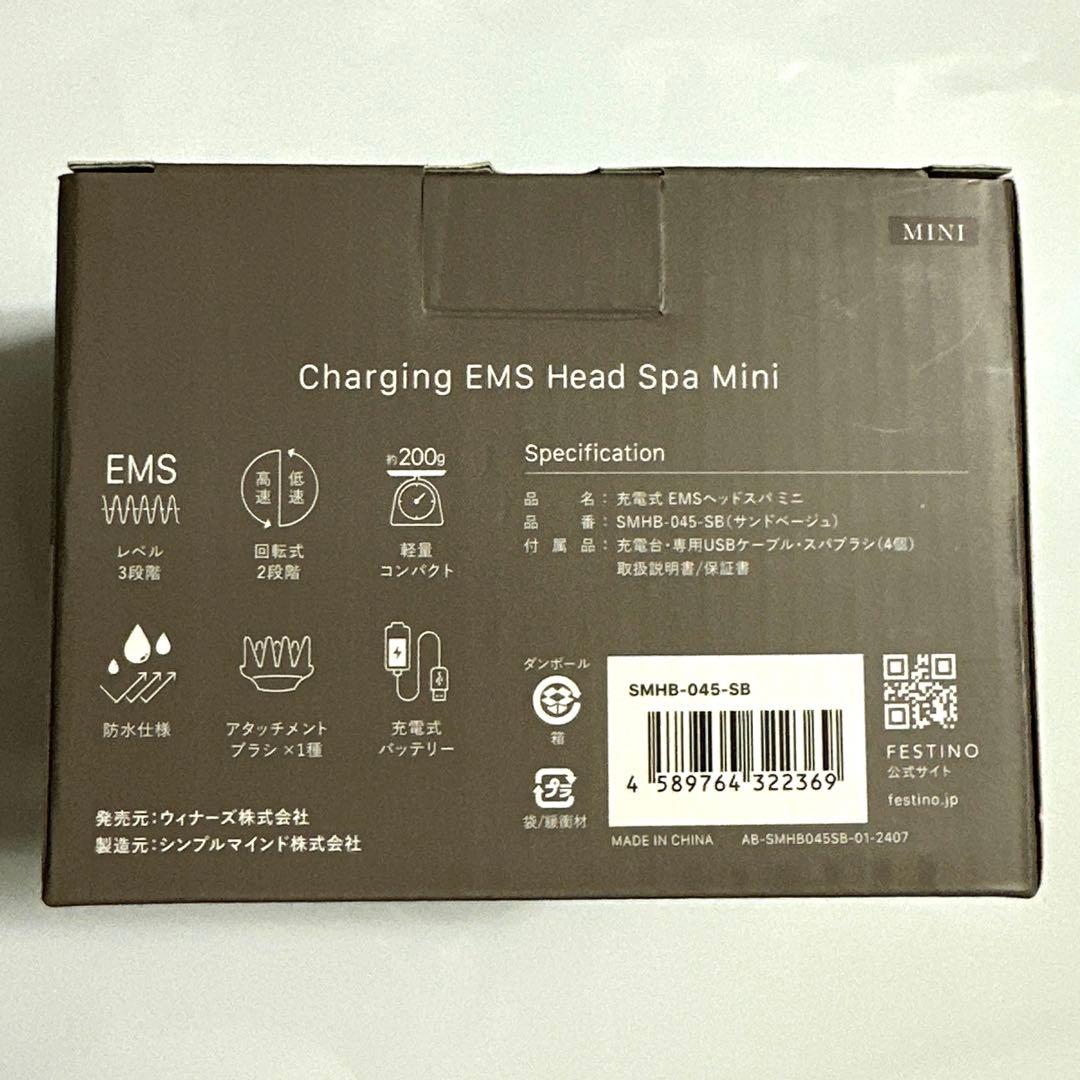 MINI
Charging EMS Head Spa Mini
EMS
レベル
3段階
高速
低速
回転式
2段階
約200g
軽量
コンパクト
防水仕様
アタッチメント
ブラシ ×1種
充電式
バッテリー
Specification
品 名：充電式 EMSヘッドスパ ミニ
品 番：SMHB-045-SB（サンドベージュ）
付 属 品：充電台・専用USBケーブル・スパブラシ（4個）
取扱説明書/保証書
ダンボール
箱
プラ
袋/緩衝材
SMHB-045-SB
4 589764 322369
FESTINO
公式サイト
festino.jp
MADE IN CHINA AB-SMHB045SB-01-2407
発売元：ウィナーズ株式会社
製造元：シンプルマインド株式会社